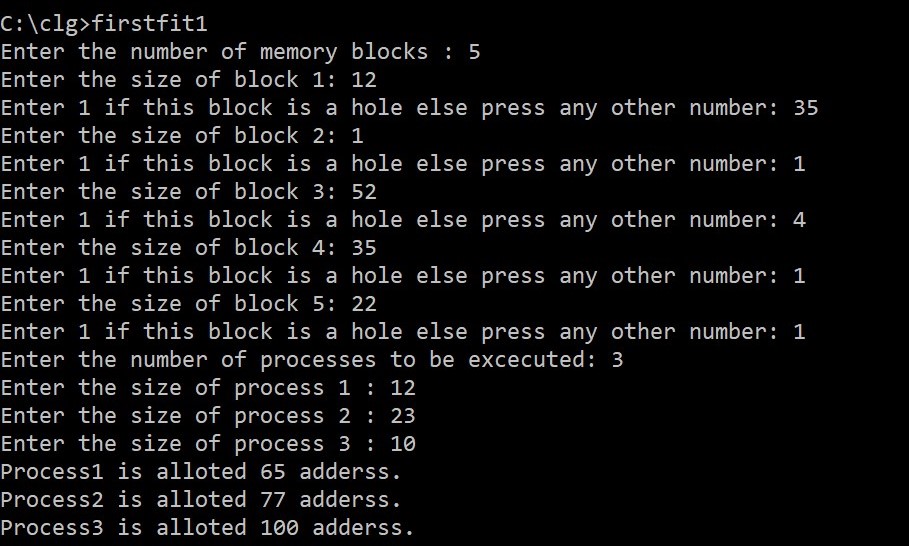 C:\clg>firstfit1
Enter the number of memory blocks : 5
Enter the size of block 1: 12
Enter 1 if this block is a hole else press any other number: 35
Enter the size of block 2: 1
Enter 1 if this block is a hole else press any other number: 1
Enter the size of block 3: 52
Enter 1 if this block is a hole else press any other number: 4
Enter the size of block 4: 35
Enter 1 if this block is a hole else press any other number: 1
Enter the size of block 5: 22
Enter 1 if this block is a hole else press any other number: 1
Enter the number of processes to be excecuted: 3
Enter the size of process 1 : 12
Enter the size of process 2 : 23
Enter the size of process 3 : 10
Process1 is alloted 65 adderss.
Process2 is alloted 77 adderss.
Process3 is alloted 100 adderss.